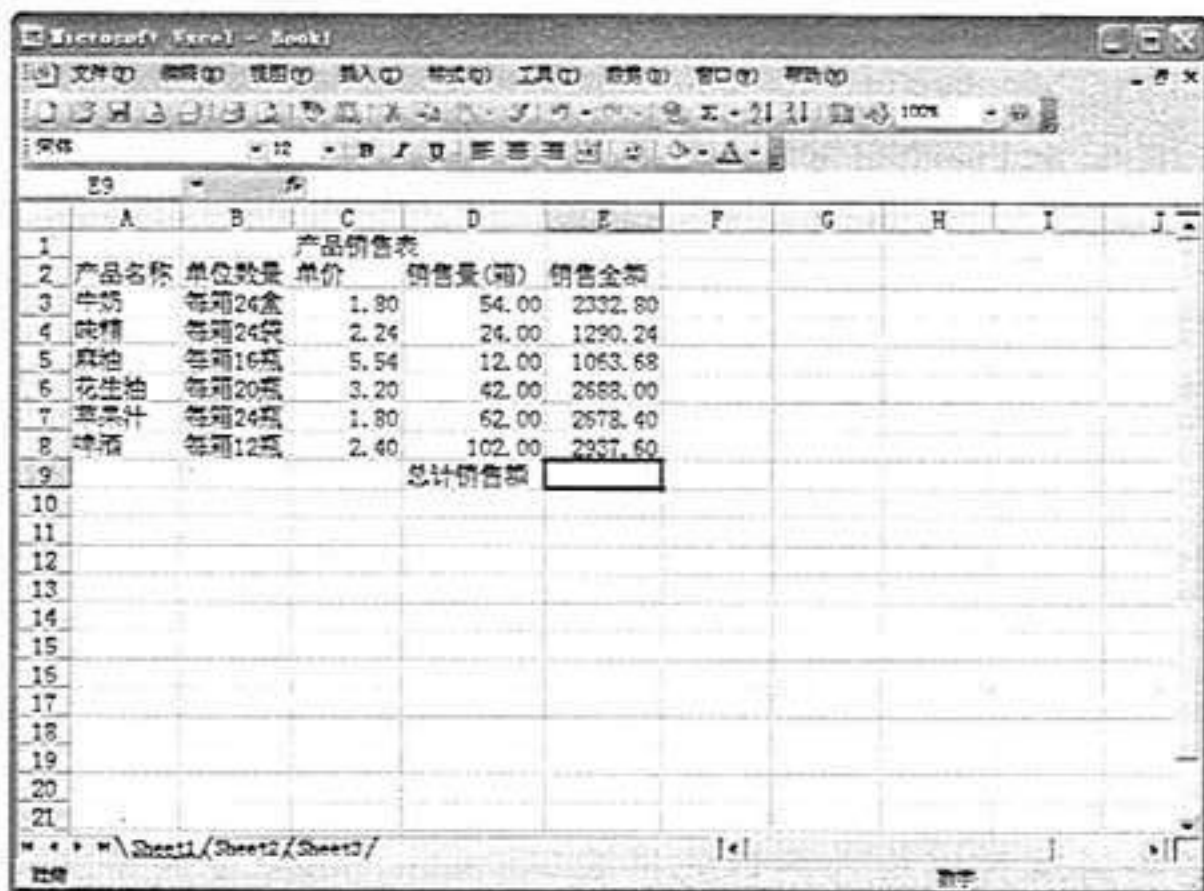 Microsoft Excel - Book1
文件(F) 编辑(E) 视图(V) 插入(I) 格式(O) 工具(T) 数据(D) 窗口(W) 帮助(H)
100%
宋体 12 B I U
E9 fx
A B C D E F G H I J
1 产品销售表
2 产品名称 单位数量 单价 销售量(箱) 销售金额
3 牛奶 每箱24盒 1.80 54.00 2332.80
4 味精 每箱24袋 2.24 24.00 1290.24
5 麻油 每箱16瓶 5.54 12.00 1063.68
6 花生油 每箱20瓶 3.20 42.00 2688.00
7 苹果汁 每箱24瓶 1.80 62.00 2678.40
8 啤酒 每箱12瓶 2.40 102.00 2937.60
9 总计销售额
10
11
12
13
14
15
16
17
18
19
20
21
Sheet1 Sheet2 Sheet3
就绪 数字